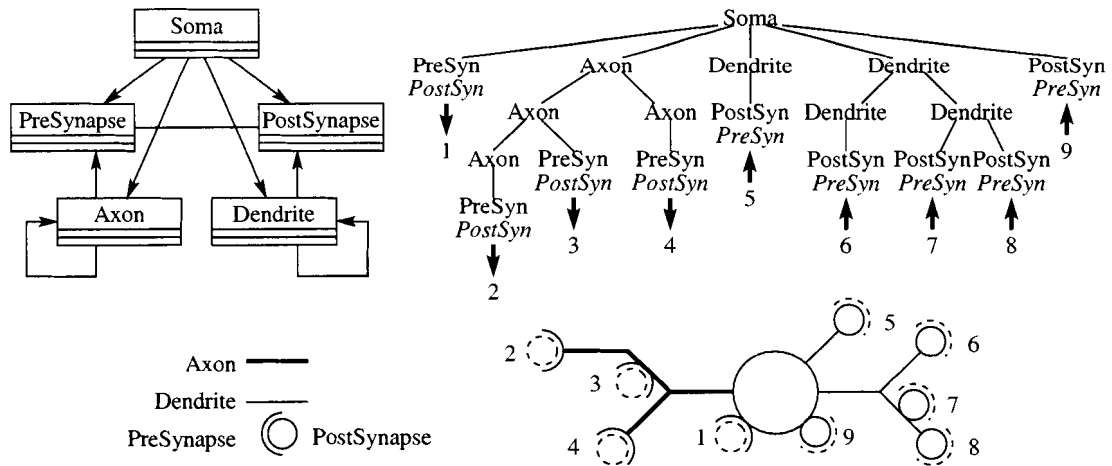 Soma
PreSynapse PostSynapse
Axon Dendrite
Soma
PreSyn Axon Dendrite Dendrite PostSyn
PostSyn PreSyn
Axon Axon PostSyn Dendrite Dendrite
PreSyn
1 9
Axon PreSyn PreSyn PostSyn PostSyn PostSyn
PostSyn PostSyn PreSyn PreSyn PreSyn
5
PreSyn
PostSyn
3 4 6 7 8
2
Axon
Dendrite
PreSynapse PostSynapse
5
2 6
3
7
4 1 9 8